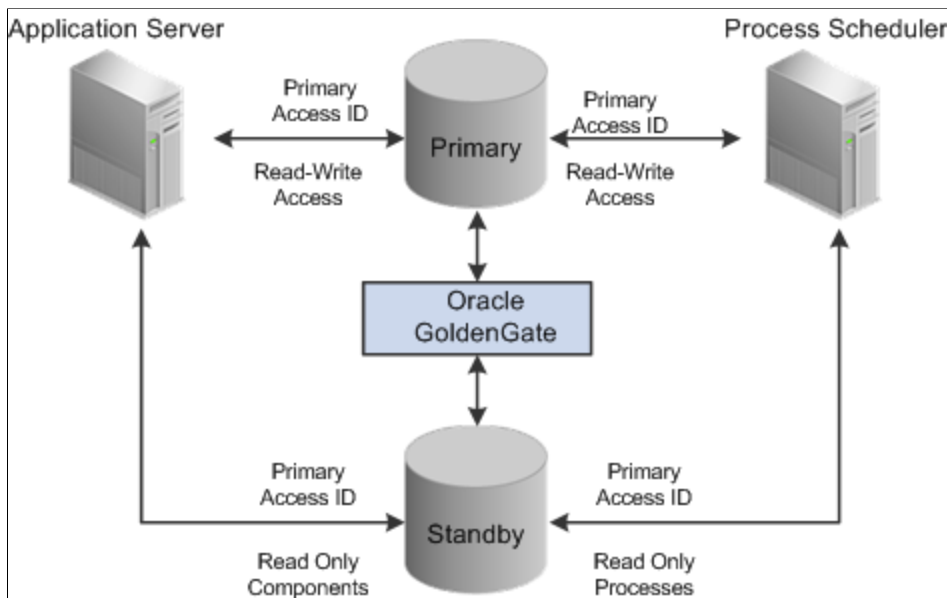 Application Server
Process Scheduler
Primary
Access ID
Read-Write
Access
Primary
Primary
Access ID
Read-Write
Access
Oracle
GoldenGate
Primary
Access ID
Read Only
Components
Standby
Primary
Access ID
Read Only
Processes